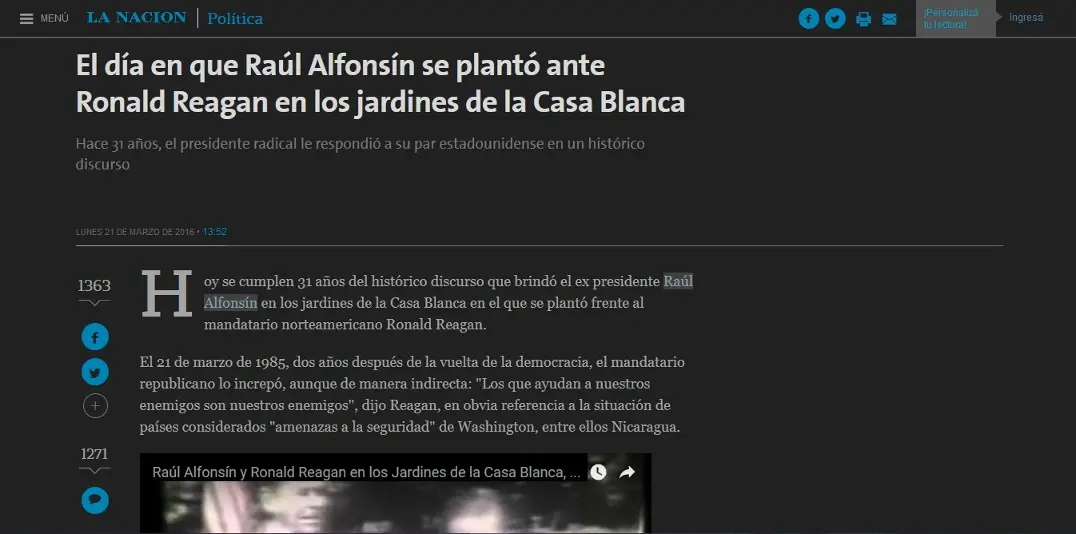 MENÚ LA NACION Política ¡Personalizá Ingresá
tu lectora!
El día en que Raúl Alfonsín se plantó ante
Ronald Reagan en los jardines de la Casa Blanca
Hace 31 años, el presidente radical le respondió a su par estadounidense en un histórico
discurso
LUNES 21 DE MARZO DE 2016 • 13:52
1363
Hoy se cumplen 31 años del histórico discurso que brindó el ex presidente Raúl
Alfonsín en los jardines de la Casa Blanca en el que se plantó frente al
mandatario norteamericano Ronald Reagan.
El 21 de marzo de 1985, dos años después de la vuelta de la democracia, el mandatario
republicano lo increpó, aunque de manera indirecta: "Los que ayudan a nuestros
enemigos son nuestros enemigos", dijo Reagan, en obvia referencia a la situación de
países considerados "amenazas a la seguridad" de Washington, entre ellos Nicaragua.
1271
Raúl Alfonsín y Ronald Reagan en los Jardines de la Casa Blanca, ...